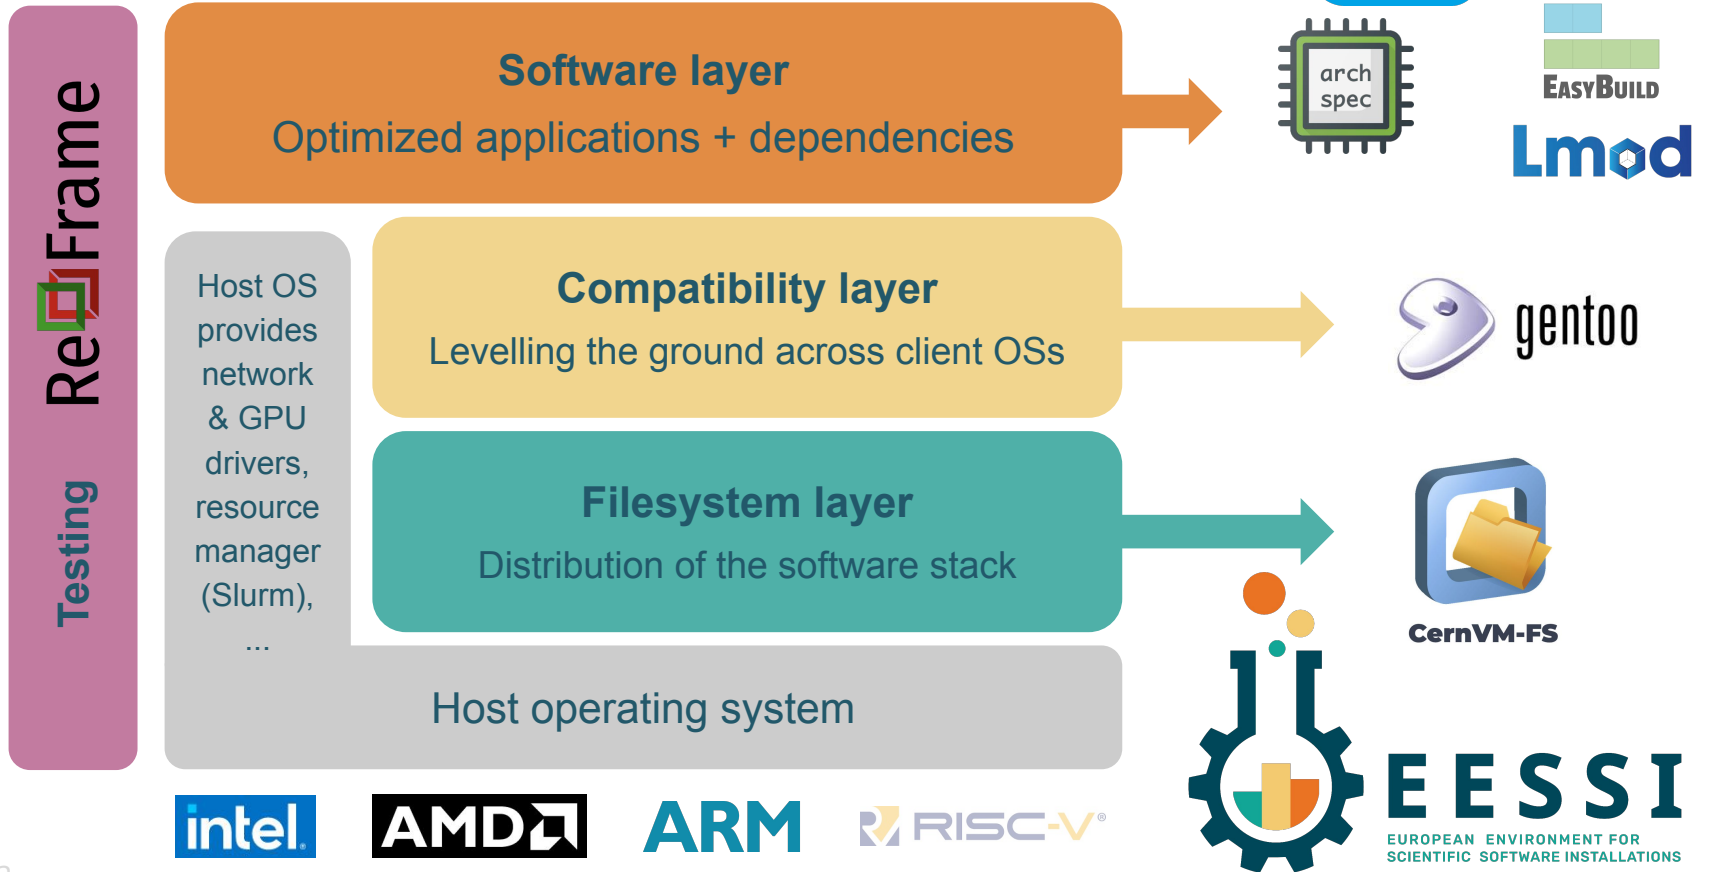 Software layer
Optimized applications + dependencies
arch
spec
EASYBUILD
Lmod
ReFrame
Testing
Host OS
provides
network
& GPU
drivers,
resource
manager
(Slurm),
...
Compatibility layer
Levelling the ground across client OSs
gentoo
Filesystem layer
Distribution of the software stack
CernVM-FS
Host operating system
intel.
AMD
ARM
RISC-V®
EESSI
EUROPEAN ENVIRONMENT FOR
SCIENTIFIC SOFTWARE INSTALLATIONS